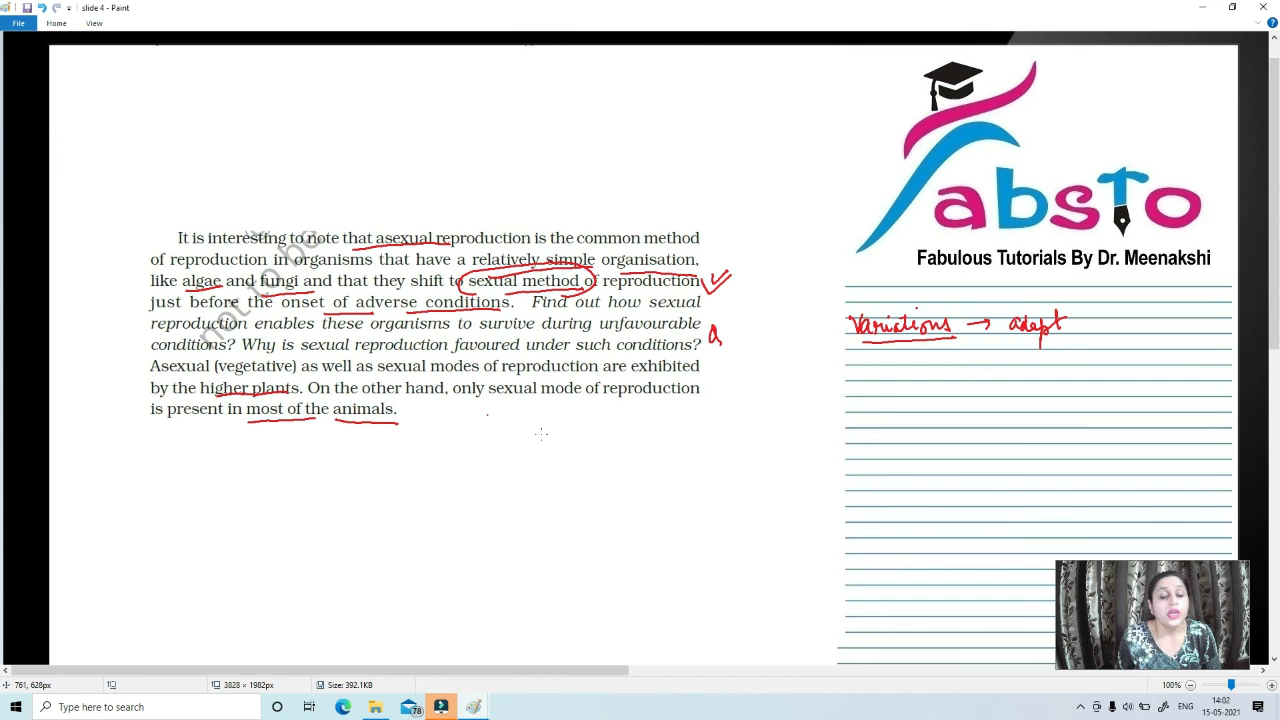 slide 4 - Paint
File Home View
absto
Fabulous Tutorials By Dr. Meenakshi
It is interesting to note that asexual reproduction is the common method
of reproduction in organisms that have a relatively simple organisation,
like algae and fungi and that they shift to sexual method of reproduction
just before the onset of adverse conditions. Find out how sexual
reproduction enables these organisms to survive during unfavourable
conditions? Why is sexual reproduction favoured under such conditions?
Asexual (vegetative) as well as sexual modes of reproduction are exhibited
by the higher plants. On the other hand, only sexual mode of reproduction
is present in most of the animals.
not to be
Variations → adapt
Q
761, 628px 3828 × 1982px Size: 392.1KB 100%
Type here to search 78 ENG 14:02
15-05-2021